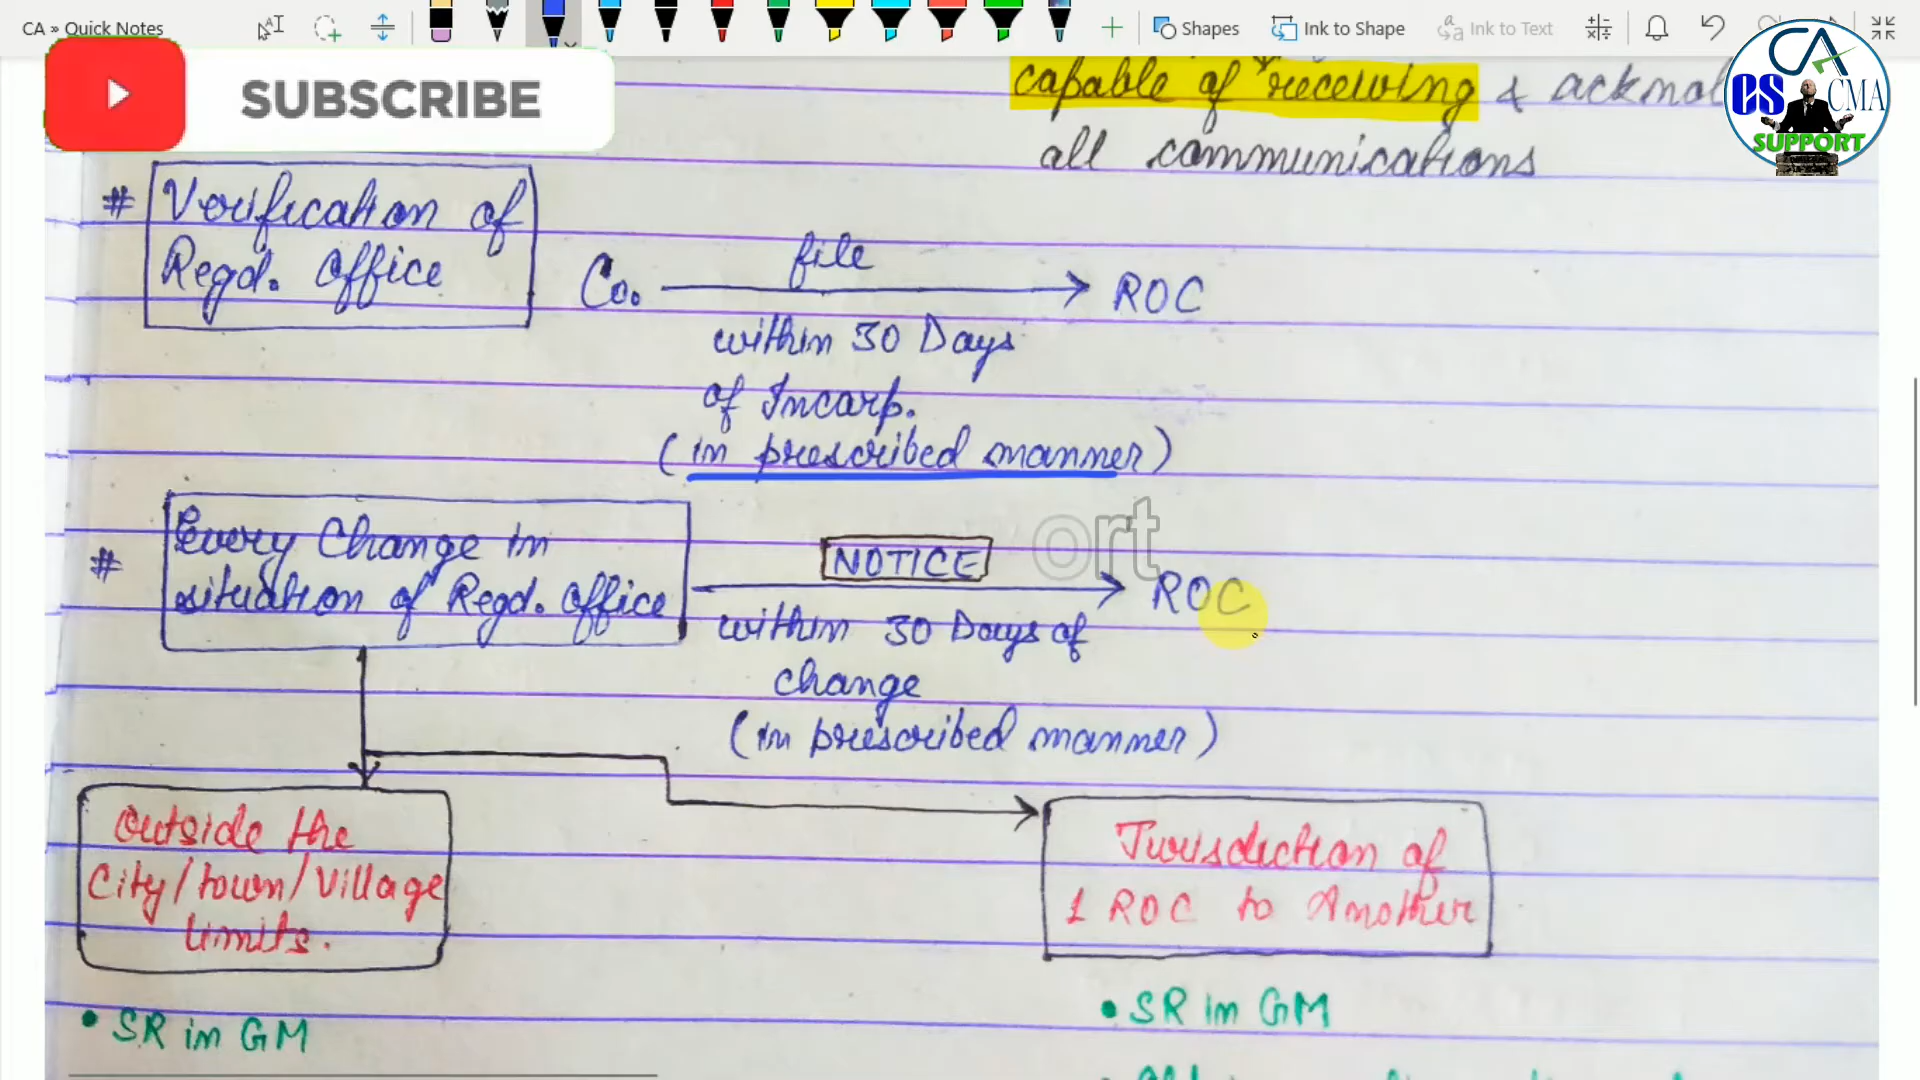 CA » Quick Notes
Shapes
Ink to Shape
Ink to Text
SUBSCRIBE
CA
CS
CMA
SUPPORT
capable of receiving &
all communications
# Verification of
Regd. Office
Co. file ROC
within 30 Days
of Incorp.
(in prescribed manner)
ort
# Every Change in
situation of Regd. office
NOTICE
ROC
within 30 Days of
change
(in prescribed manner)
Outside the
City/town/Village
limits.
Jurisdiction of
1 ROC to Another
• SR in GM
• SR in GM